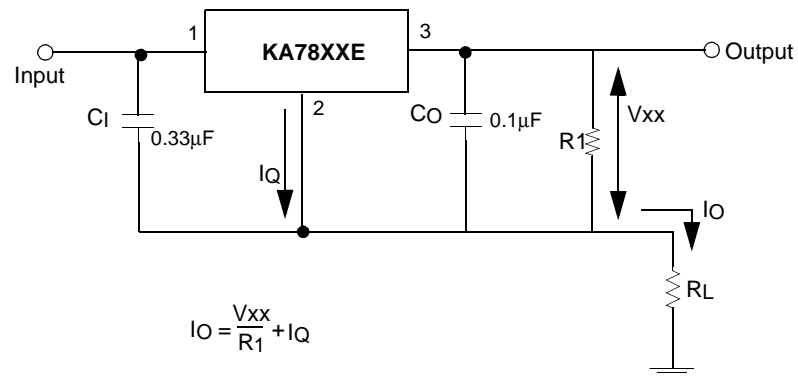 1
KA78XXE
3
Input
Output
CI
0.33μF
2
IQ
CO
0.1μF
R1
Vxx
IO
RL
IO = Vxx/R1 + IQ